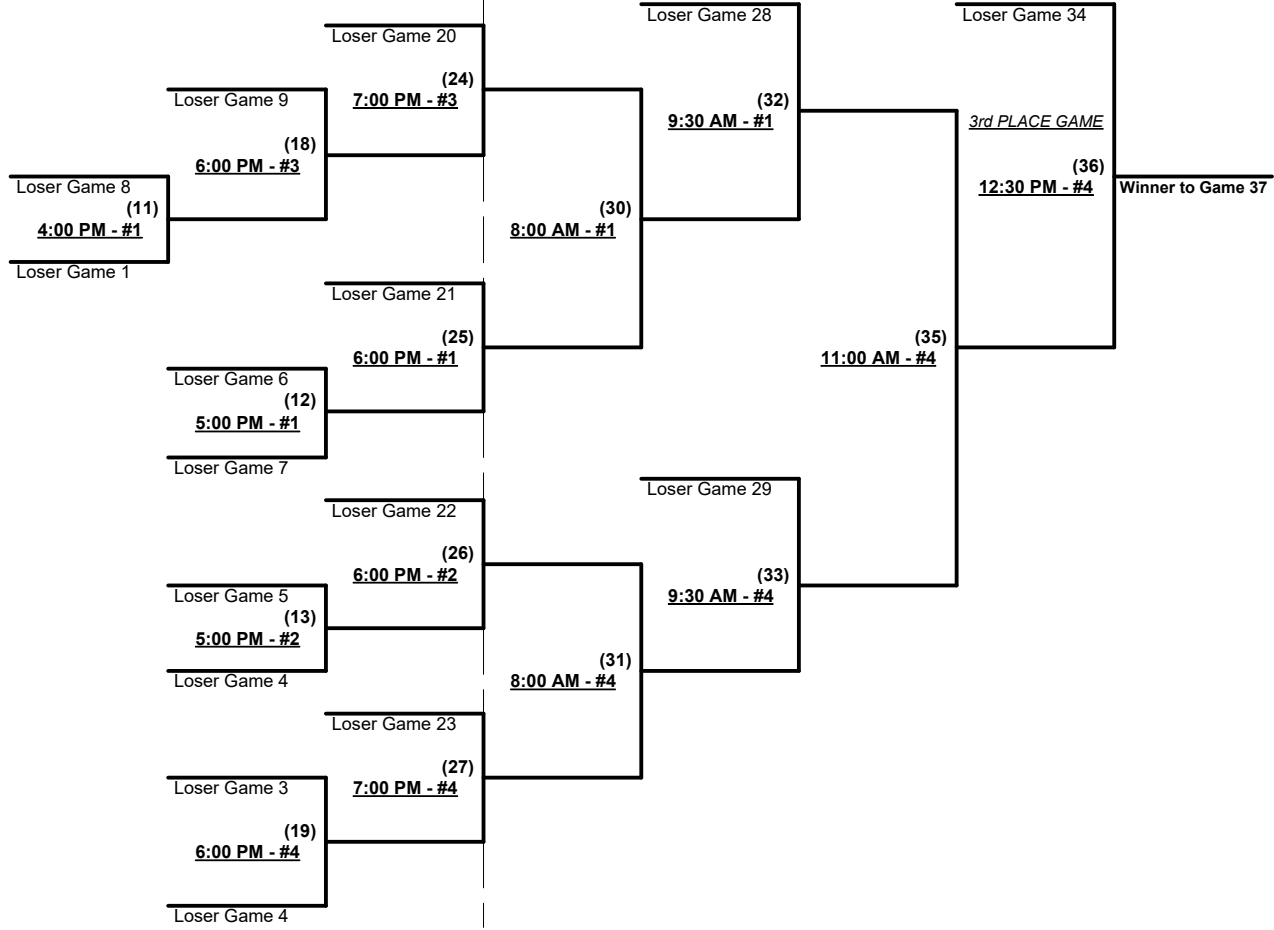 Loser Game 28
Loser Game 34
Loser Game 20
(24)
7:00 PM - #3
Loser Game 9
(32)
9:30 AM - #1
3rd PLACE GAME
(18)
6:00 PM - #3
(36)
12:30 PM - #4
Winner to Game 37
Loser Game 8
(11)
4:00 PM - #1
(30)
8:00 AM - #1
Loser Game 1
Loser Game 21
(25)
6:00 PM - #1
(35)
11:00 AM - #4
Loser Game 6
(12)
5:00 PM - #1
Loser Game 7
Loser Game 29
Loser Game 22
(26)
6:00 PM - #2
(33)
9:30 AM - #4
Loser Game 5
(13)
5:00 PM - #2
(31)
8:00 AM - #4
Loser Game 4
Loser Game 23
(27)
7:00 PM - #4
Loser Game 3
(19)
6:00 PM - #4
Loser Game 4